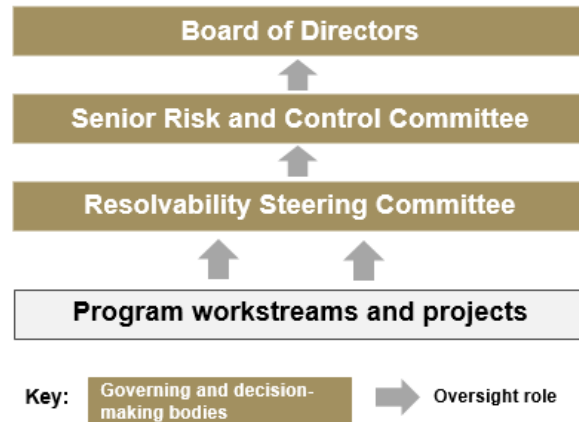 Board of Directors
Senior Risk and Control Committee
Resolvability Steering Committee
Program workstreams and projects
Key:
Governing and decision-
making bodies
Oversight role